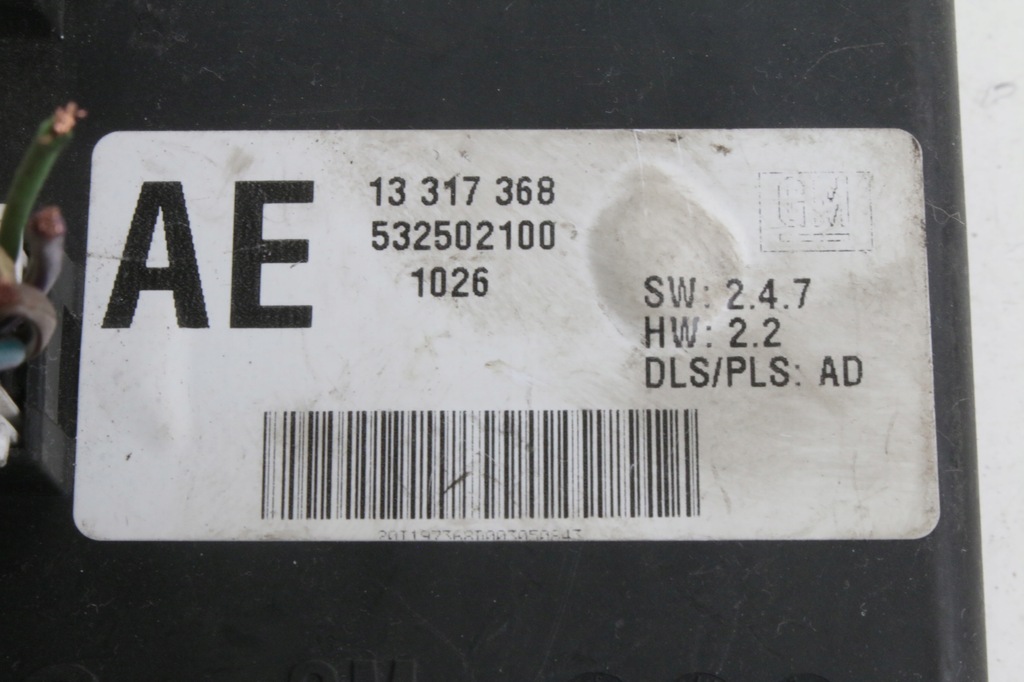 AE
13 317 368
532502100
1026
GM
SW: 2.4.7
HW: 2.2
DLS/PLS: AD